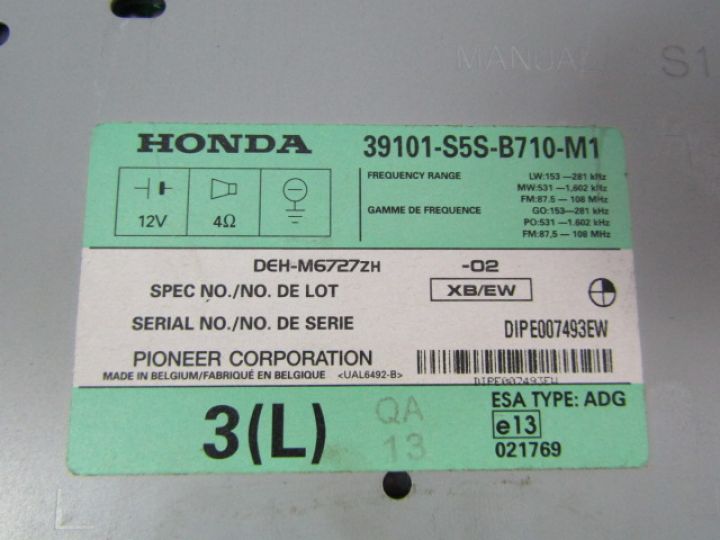 MANUAL S1
HONDA 39101-S5S-B710-M1
FREQUENCY RANGE LW:153—281 kHz
MW:531—1,602 kHz
FM:87.5—108 MHz
GAMME DE FREQUENCE GO:153—281 kHz
PO:531—1,602 kHz
FM:87,5—108 MHz
12V 4Ω
DEH-M6727ZH -02
SPEC NO./NO. DE LOT XB/EW
SERIAL NO./NO. DE SERIE DIPE007493EW
PIONEER CORPORATION
MADE IN BELGIUM/FABRIQUÉ EN BELGIQUE <UAL6492-B> DIPE007493EW
3(L) QA 13
ESA TYPE: ADG
e13
021769